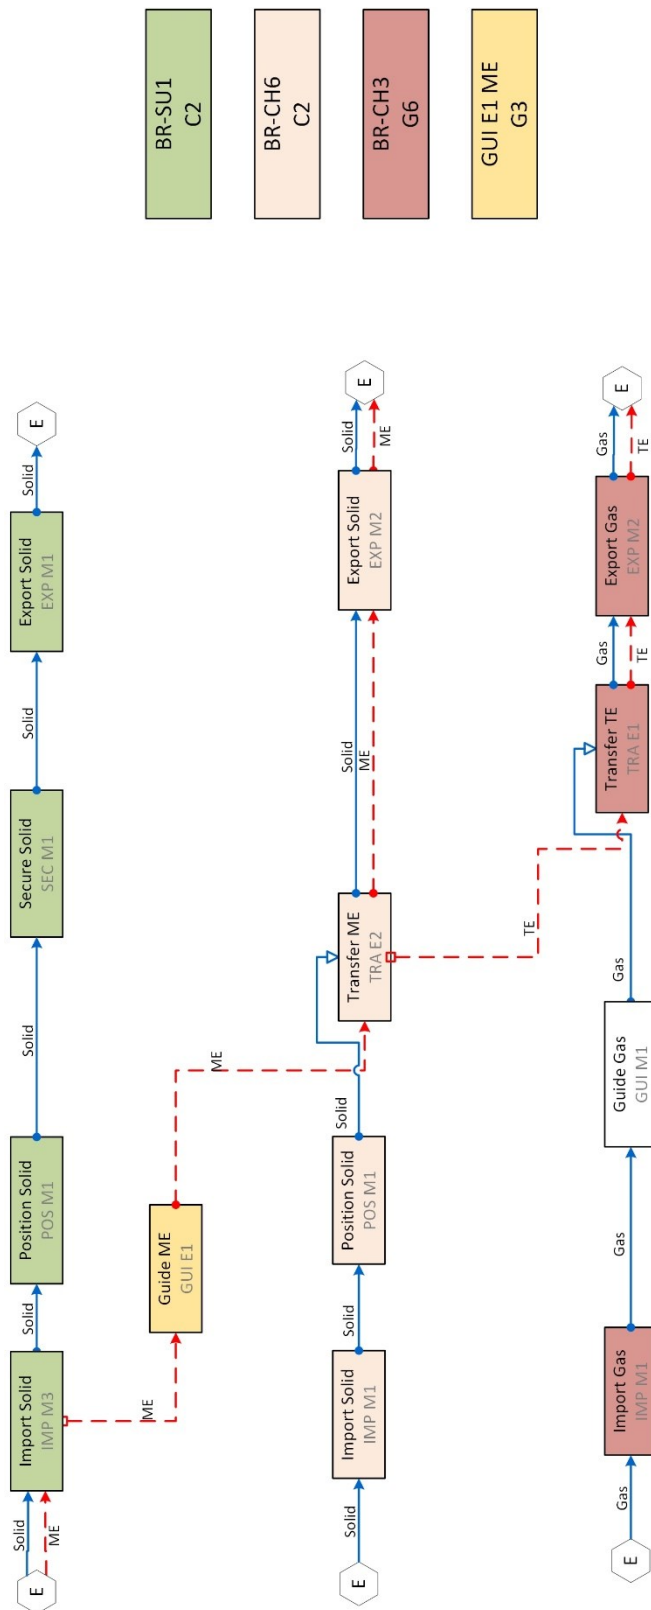 BR-SU1
C2
BR-CH6
C2
BR-CH3
G6
GUI E1 ME
G3
E
Solid
ME
Import Solid
IMP M3
Solid
Position Solid
POS M1
Solid
Secure Solid
SEC M1
Solid
Export Solid
EXP M1
Solid
E
ME
Guide ME
GUI E1
ME
E
Solid
Import Solid
IMP M1
Solid
Position Solid
POS M1
Solid
Transfer ME
TRA E2
Solid
ME
Export Solid
EXP M2
Solid
ME
E
TE
E
Gas
Import Gas
IMP M1
Gas
Guide Gas
GUI M1
Gas
Transfer TE
TRA E1
Gas
TE
Export Gas
EXP M2
Gas
TE
E